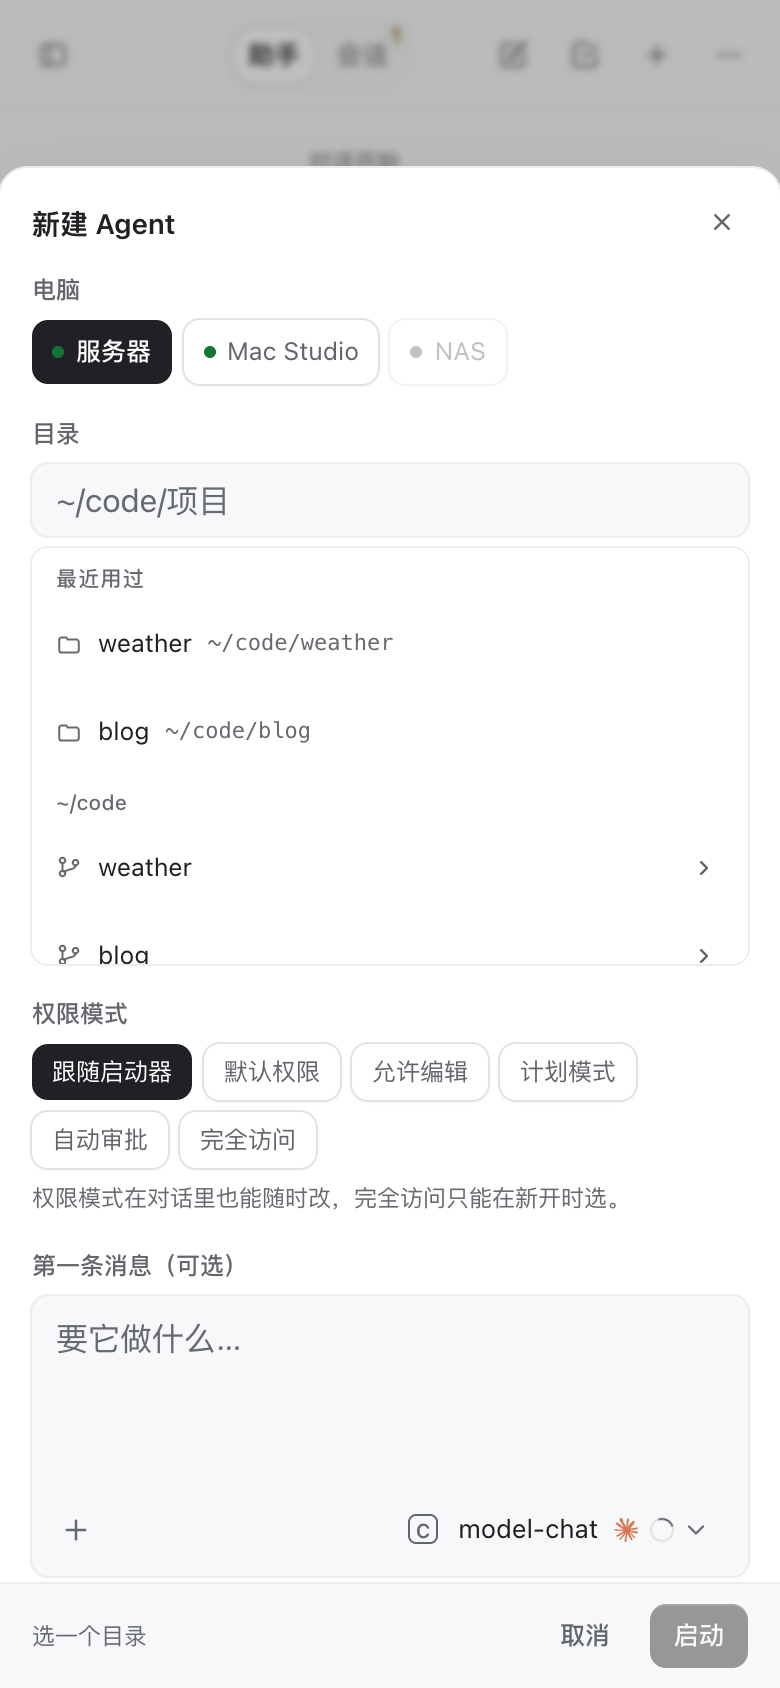 助手 会话
新建 Agent
电脑
服务器 Mac Studio NAS
目录
~/code/项目
最近用过
weather ~/code/weather
blog ~/code/blog
~/code
weather
blog
权限模式
跟随启动器 默认权限 允许编辑 计划模式
自动审批 完全访问
权限模式在对话里也能随时改，完全访问只能在新开时选。
第一条消息（可选）
要它做什么...
C model-chat
选一个目录 取消 启动